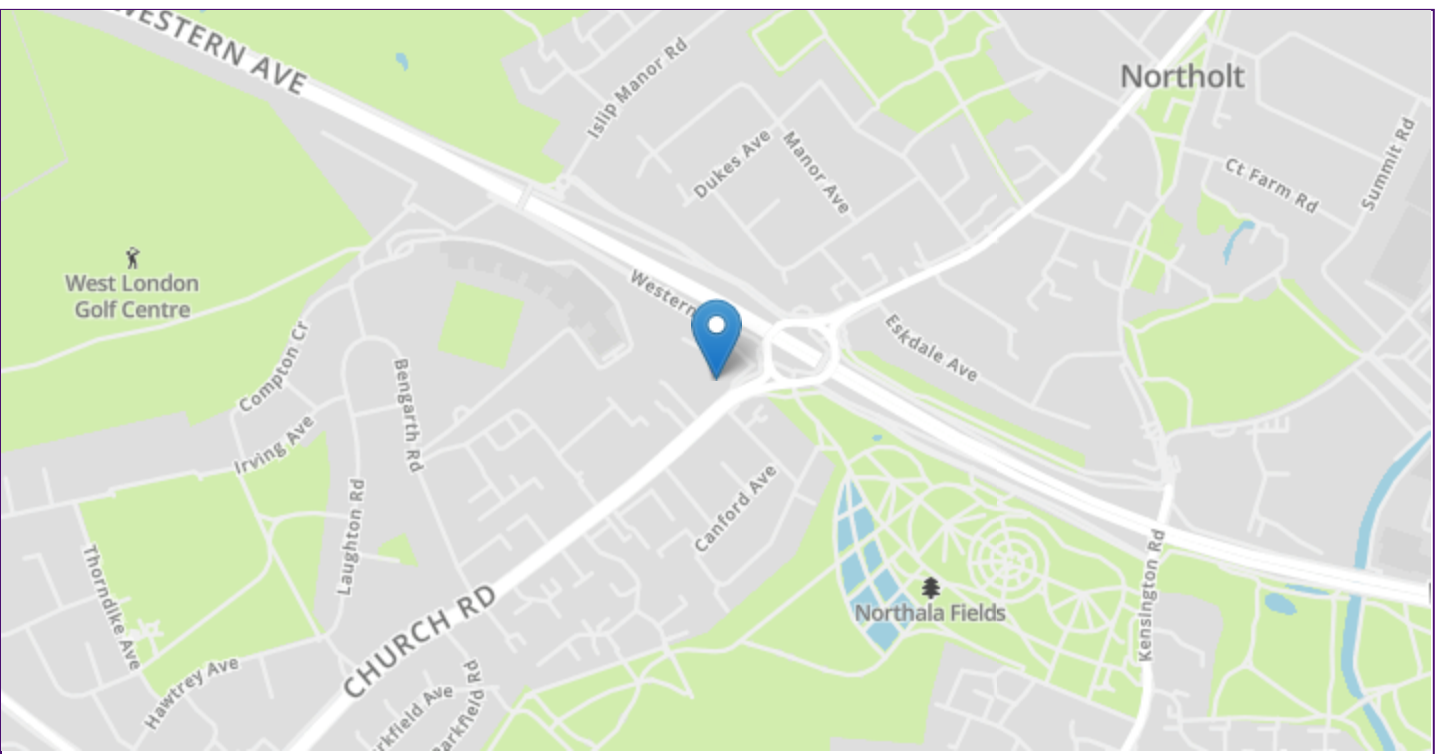 WESTERN AVE
Islip Manor Rd
Northolt
Dukes Ave
Manor Ave
Ct Farm Rd
Summit Rd
West London
Golf Centre
Western
Eskdale Ave
Compton Cr
Bengarth Rd
Irving Ave
Canford Ave
Laughton Rd
Thorndike Ave
Kensington Rd
Northala Fields
CHURCH RD
Hawtrey Ave